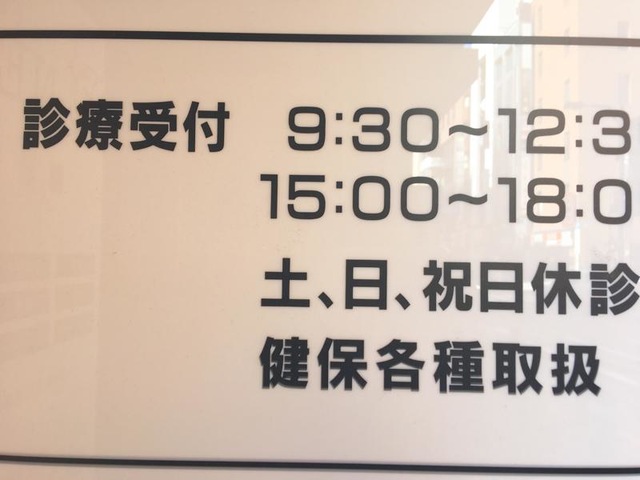 診療受付 9:30～12:3
15:00～18:0
土、日、祝日休診
健保各種取扱